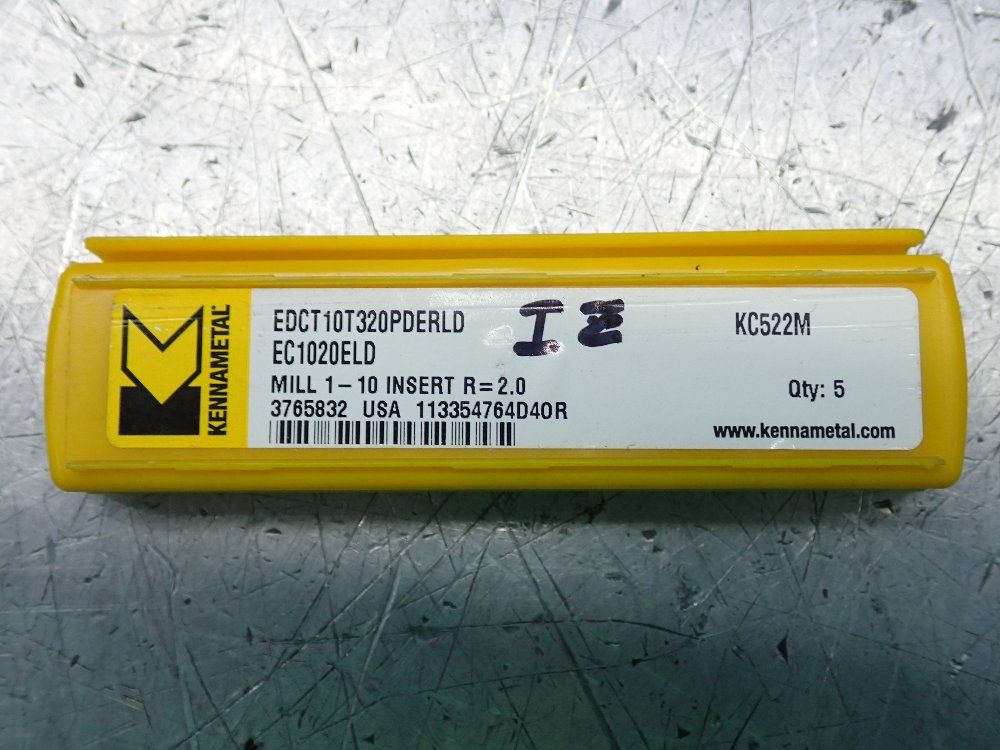 KENNAMETAL
EDCT10T320PDERLD
EC1020ELD
MILL 1-10 INSERT R=2.0
3765832 USA 113354764D40R
KC522M
Qty: 5
www.kennametal.com